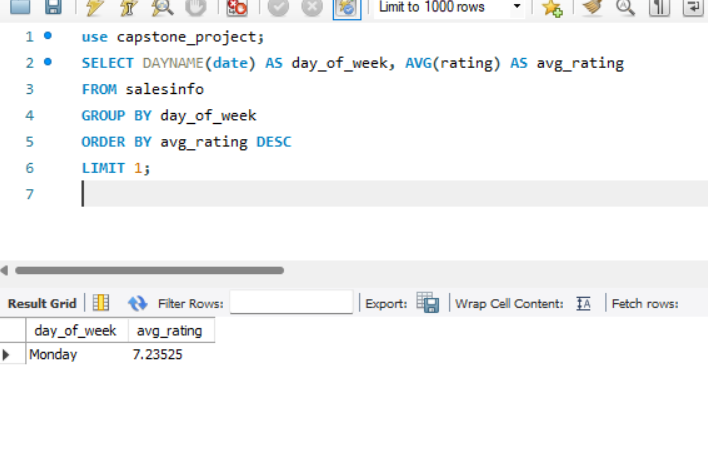 Limit to 1000 rows
1 use capstone_project;
2 SELECT DAYNAME(date) AS day_of_week, AVG(rating) AS avg_rating
3 FROM salesinfo
4 GROUP BY day_of_week
5 ORDER BY avg_rating DESC
6 LIMIT 1;
7
Result Grid Filter Rows: Export: Wrap Cell Content: Fetch rows:
day_of_week avg_rating
Monday 7.23525